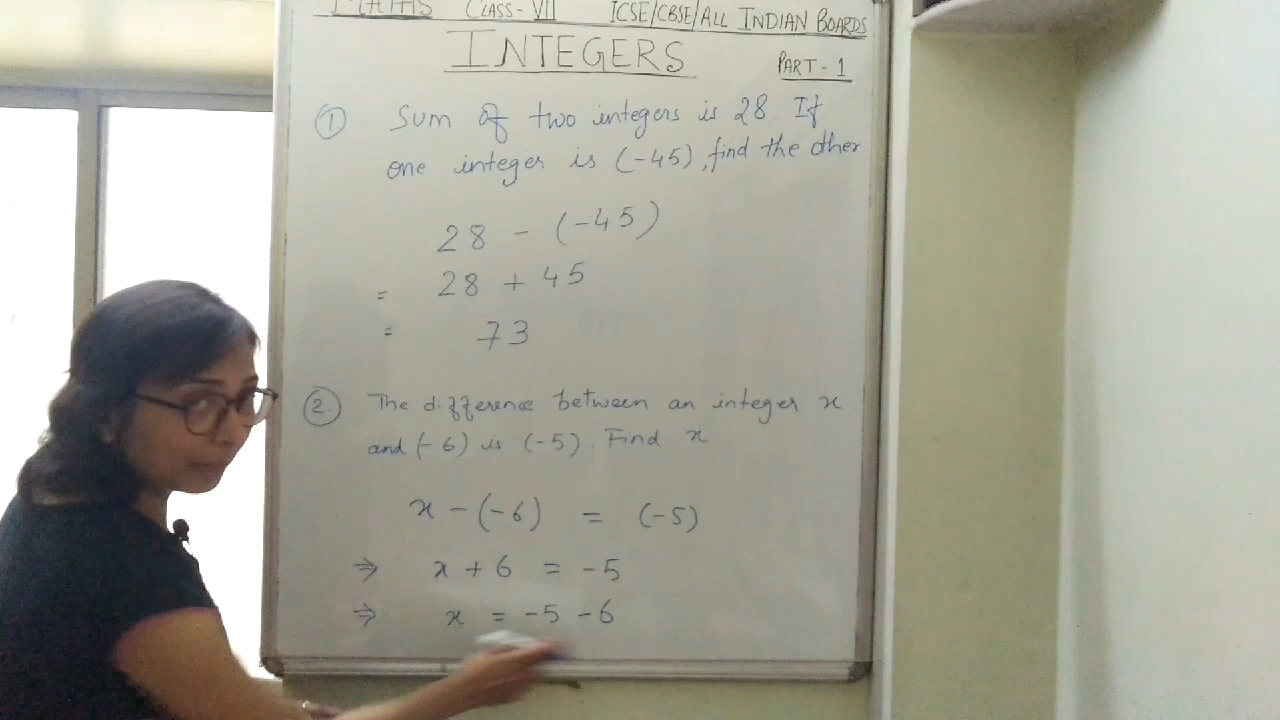 MATHS CLASS-VII ICSE/CBSE/ALL INDIAN BOARDS
INTEGERS
PART-1
① Sum of two integers is 28. If
one integer is (-45), find the other
28 - (-45)
= 28 + 45
= 73
②. The difference between an integer x
and (-6) is (-5). Find x
x - (-6) = (-5)
⇒ x + 6 = -5
⇒ x = -5 -6